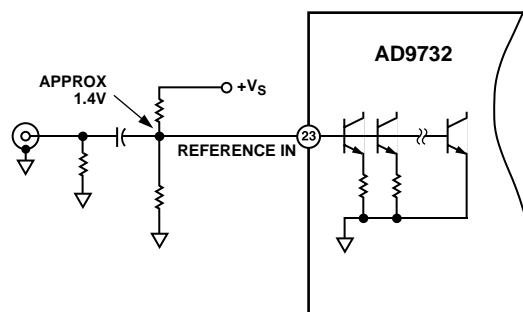 AD9732
+VS
APPROX
1.4V
23
REFERENCE IN